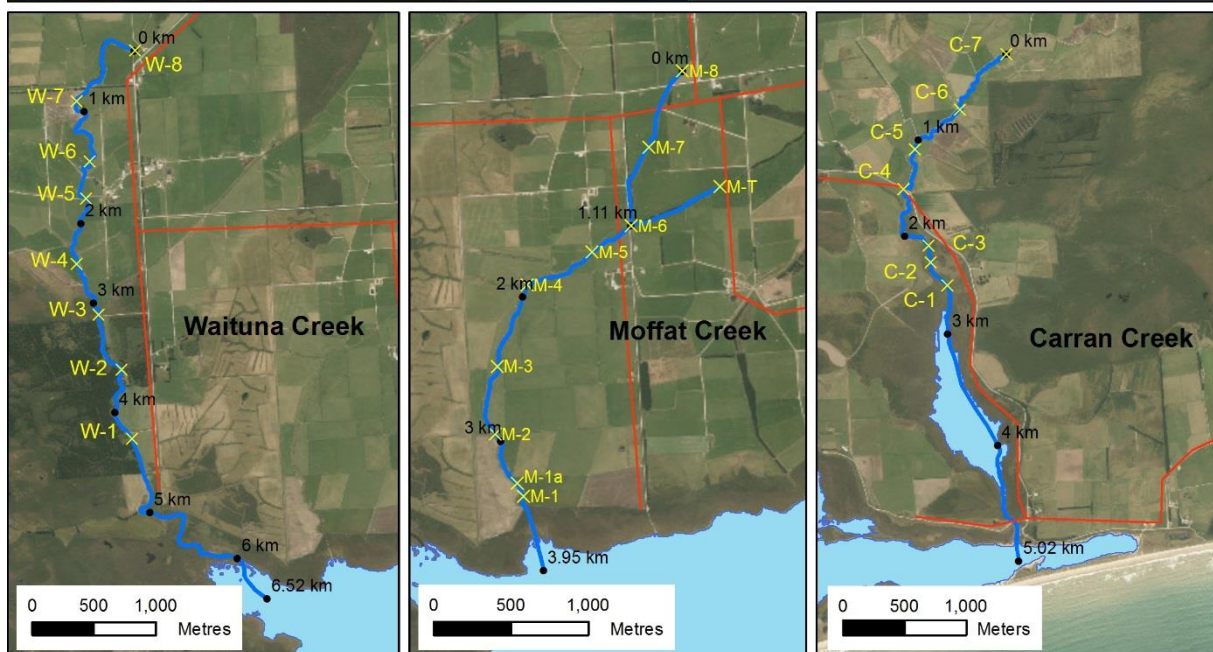 0 km
W-8
W-7
1 km
W-6
W-5
2 km
W-4
3 km
W-3
Waituna Creek
W-2
4 km
W-1
5 km
6 km
6.52 km
0 500 1,000
Metres
0 km
M-8
M-7
M-T
1.11 km
M-6
M-5
M-4
2 km
Moffat Creek
M-3
3 km
M-2
M-1a
M-1
3.95 km
0 500 1,000
Metres
0 km
C-7
C-6
1 km
C-5
C-4
2 km
C-3
C-2
C-1
3 km
Carran Creek
4 km
5.02 km
0 500 1,000
Meters